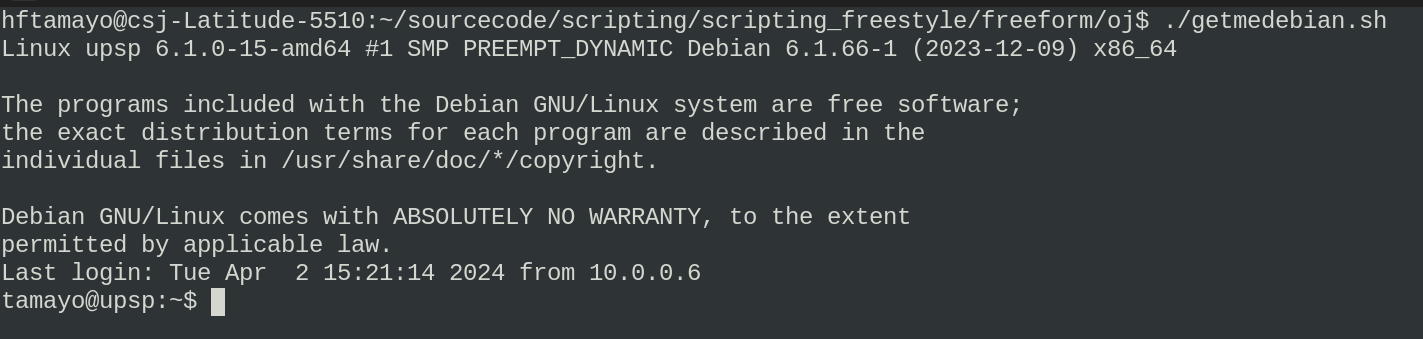 hftamayo@csj-Latitude-5510:~/sourcecode/scripting/scripting_freestyle/freeform/oj$ ./getmedebian.sh
Linux upsp 6.1.0-15-amd64 #1 SMP PREEMPT_DYNAMIC Debian 6.1.66-1 (2023-12-09) x86_64
The programs included with the Debian GNU/Linux system are free software;
the exact distribution terms for each program are described in the
individual files in /usr/share/doc/*/copyright.
Debian GNU/Linux comes with ABSOLUTELY NO WARRANTY, to the extent
permitted by applicable law.
Last login: Tue Apr  2 15:21:14 2024 from 10.0.0.6
tamayo@upsp:~$